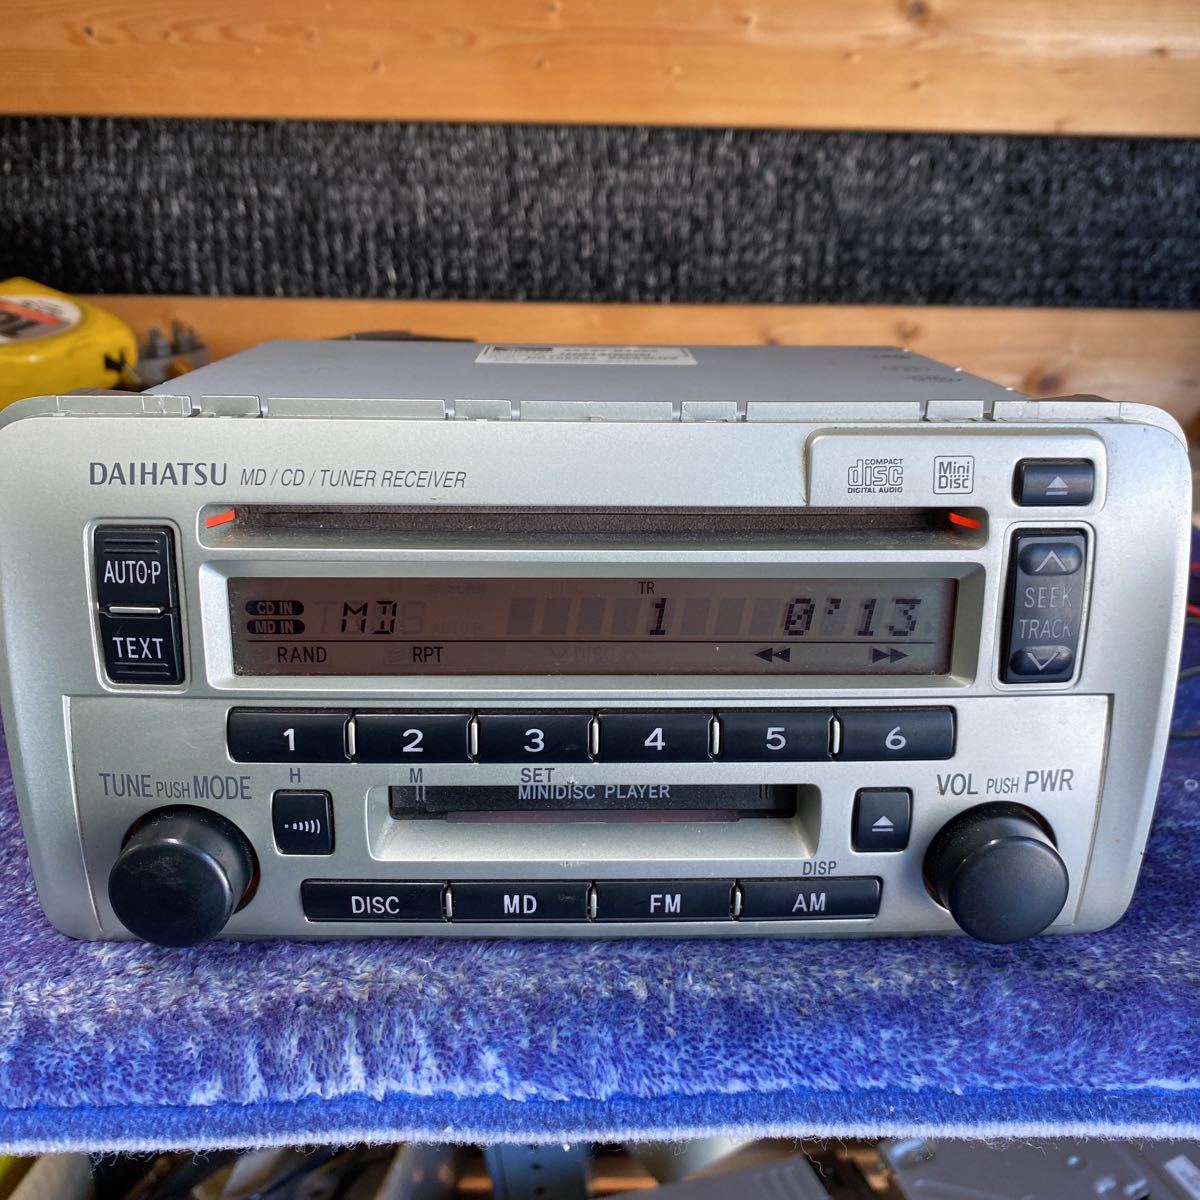 DAIHATSU MD / CD / TUNER RECEIVER
COMPACT disc DIGITAL AUDIO
Mini Disc
AUTO·P
TEXT
SEEK
TRACK
TR
CD IN
MD IN
MD 1 0'13
RAND RPT DISC
1 2 3 4 5 6
H M SET
MINIDISC PLAYER
TUNE PUSH MODE
VOL PUSH PWR
DISP
DISC MD FM AM